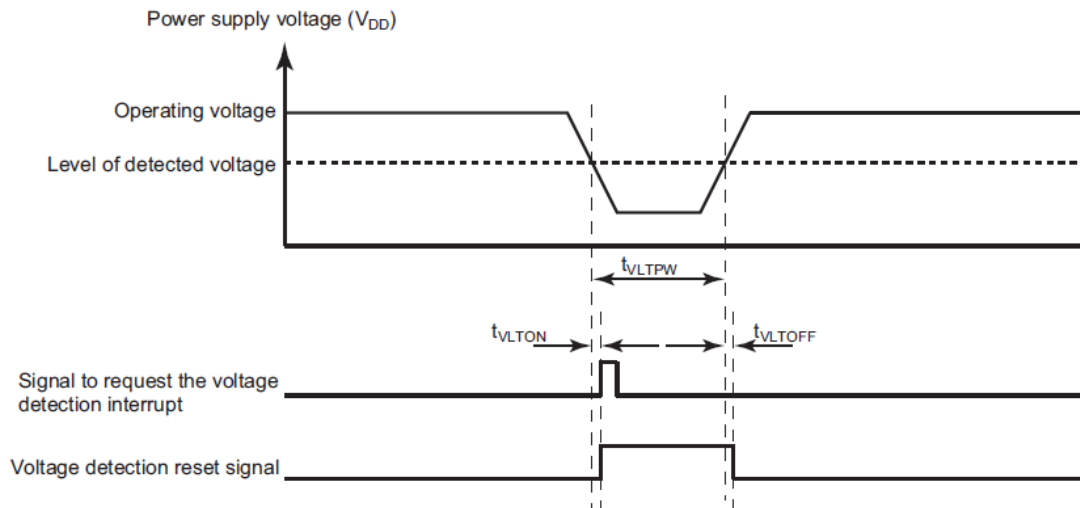 Power supply voltage (VDD)
Operating voltage
Level of detected voltage
tVLTPW
tVLTON
tVLTOFF
Signal to request the voltage
detection interrupt
Voltage detection reset signal